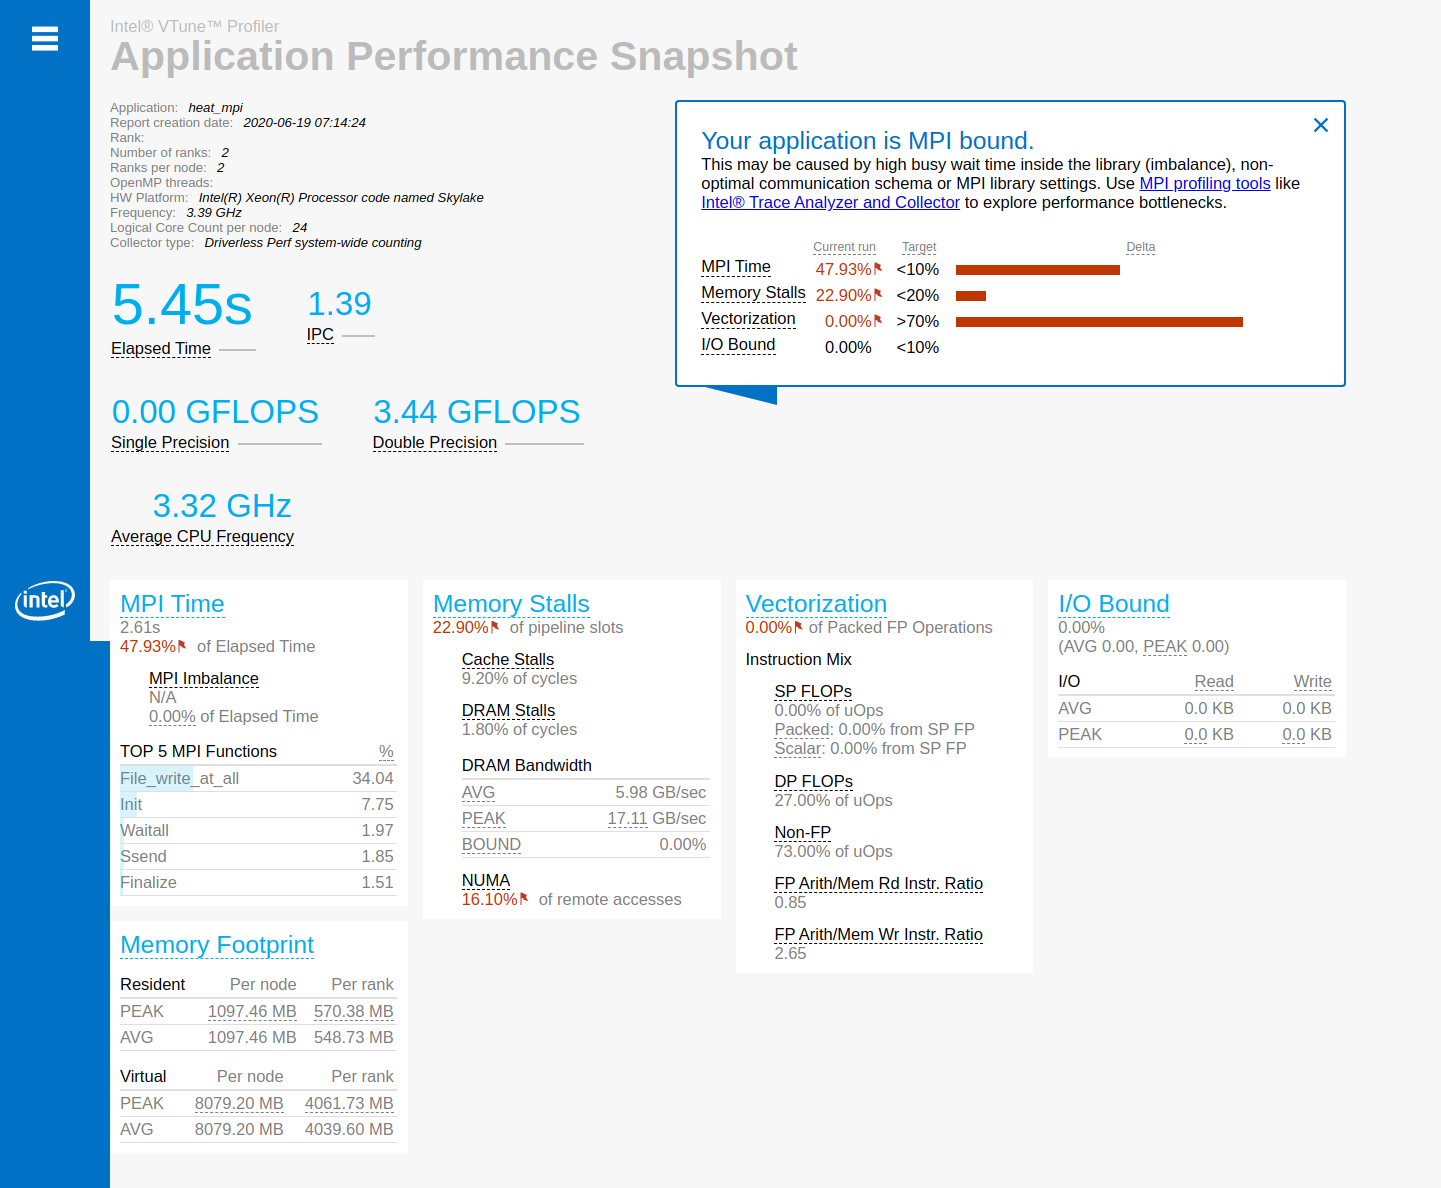 Intel® VTune™ Profiler
Application Performance Snapshot
Application: heat_mpi
Report creation date: 2020-06-19 07:14:24
Rank:
Number of ranks: 2
Ranks per node: 2
OpenMP threads:
HW Platform: Intel(R) Xeon(R) Processor code named Skylake
Frequency: 3.39 GHz
Logical Core Count per node: 24
Collector type: Driverless Perf system-wide counting
5.45s
Elapsed Time
1.39
IPC
0.00 GFLOPS
Single Precision
3.44 GFLOPS
Double Precision
3.32 GHz
Average CPU Frequency
Your application is MPI bound.
This may be caused by high busy wait time inside the library (imbalance), non-
optimal communication schema or MPI library settings. Use MPI profiling tools like
Intel® Trace Analyzer and Collector to explore performance bottlenecks.
Current run Target Delta
MPI Time 47.93% <10%
Memory Stalls 22.90% <20%
Vectorization 0.00% >70%
I/O Bound 0.00% <10%
intel
MPI Time
2.61s
47.93% of Elapsed Time
MPI Imbalance
N/A
0.00% of Elapsed Time
TOP 5 MPI Functions %
File_write_at_all 34.04
Init 7.75
Waitall 1.97
Ssend 1.85
Finalize 1.51
Memory Footprint
Resident Per node Per rank
PEAK 1097.46 MB 570.38 MB
AVG 1097.46 MB 548.73 MB
Virtual Per node Per rank
PEAK 8079.20 MB 4061.73 MB
AVG 8079.20 MB 4039.60 MB
Memory Stalls
22.90% of pipeline slots
Cache Stalls
9.20% of cycles
DRAM Stalls
1.80% of cycles
DRAM Bandwidth
AVG 5.98 GB/sec
PEAK 17.11 GB/sec
BOUND 0.00%
NUMA
16.10% of remote accesses
Vectorization
0.00% of Packed FP Operations
Instruction Mix
SP FLOPs
0.00% of uOps
Packed: 0.00% from SP FP
Scalar: 0.00% from SP FP
DP FLOPs
27.00% of uOps
Non-FP
73.00% of uOps
FP Arith/Mem Rd Instr. Ratio
0.85
FP Arith/Mem Wr Instr. Ratio
2.65
I/O Bound
0.00%
(AVG 0.00, PEAK 0.00)
I/O Read Write
AVG 0.0 KB 0.0 KB
PEAK 0.0 KB 0.0 KB